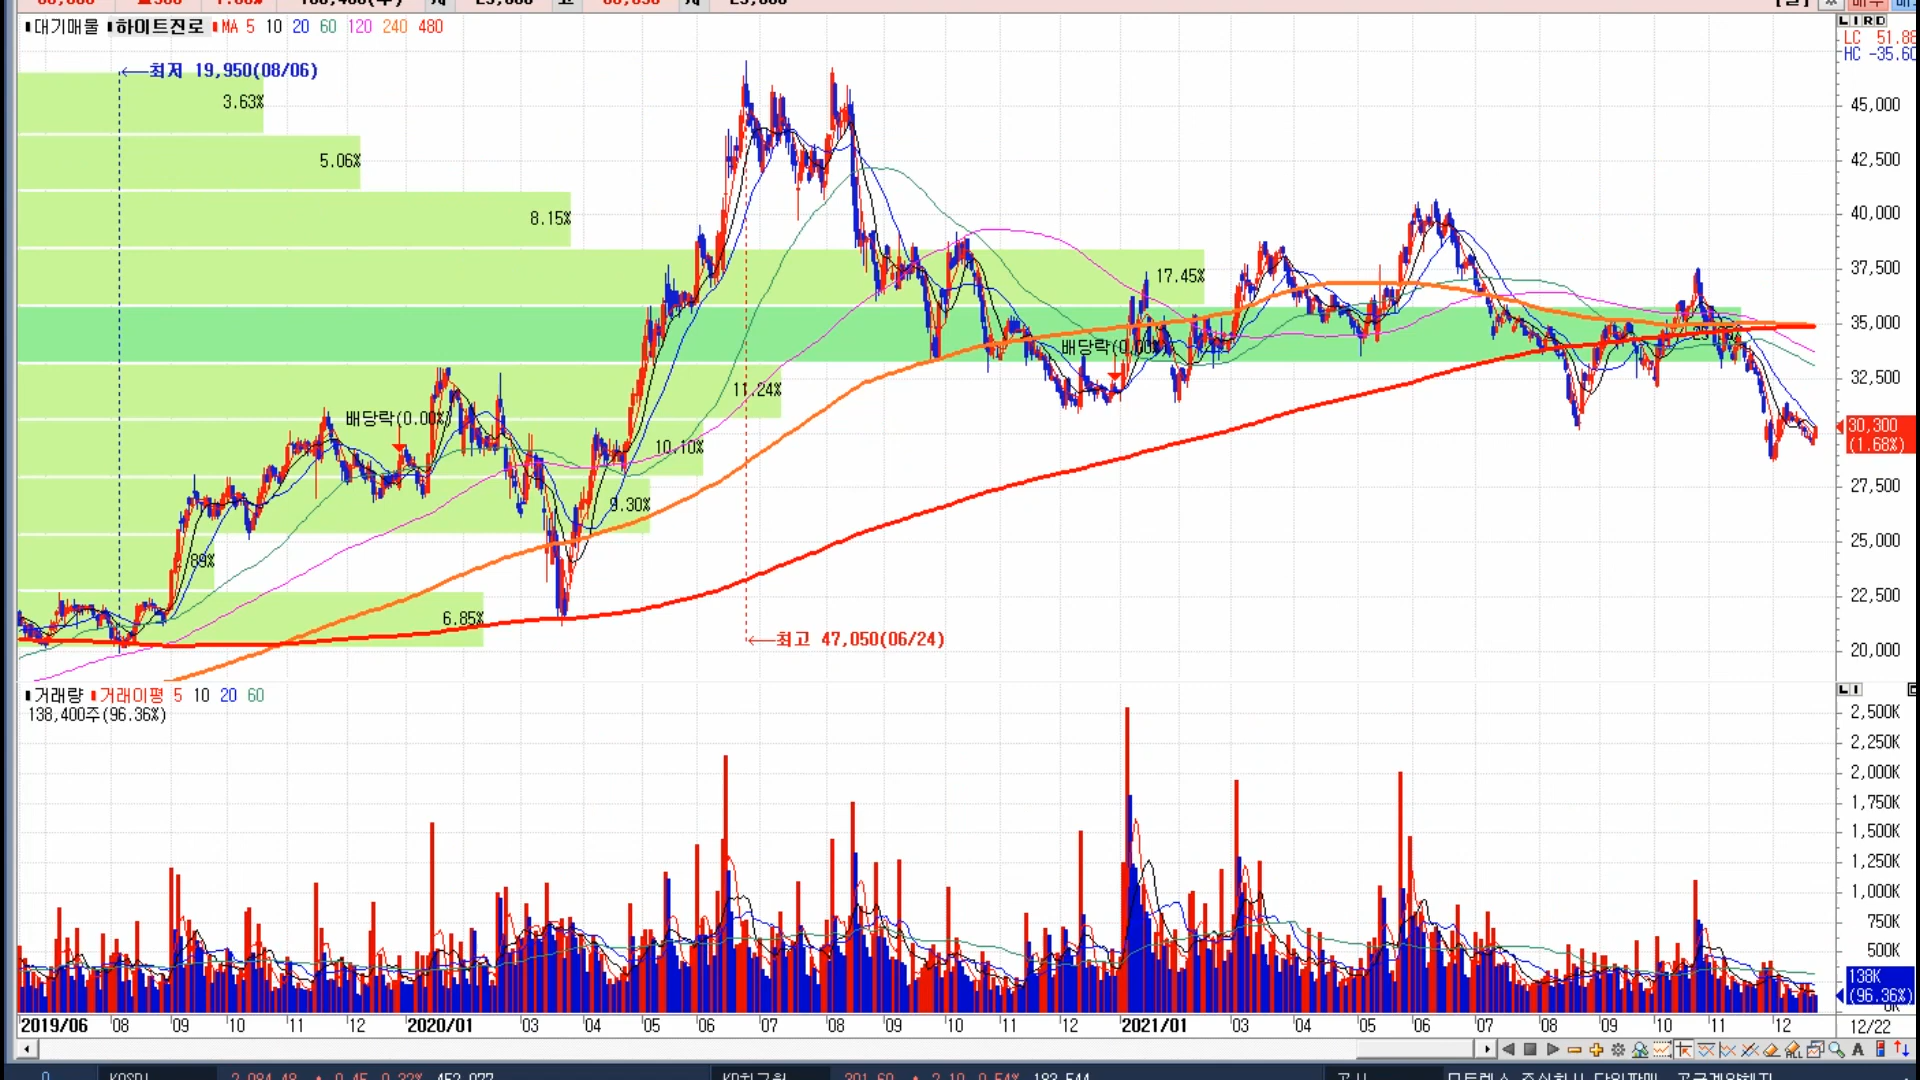 대기매물 하이트진로 MA 5 10 20 60 120 240 480
최저 19,950(08/06)
3.63%
5.06%
8.15%
17.45%
배당락(0.00%)
11.24%
배당락(0.00%)
10.10%
9.30%
89%
6.85%
최고 47,050(06/24)
LIRD
LC 51.88
HC -35.60
45,000
42,500
40,000
37,500
35,000
32,500
30,300
(1.68%)
27,500
25,000
22,500
20,000
거래량 거래이평 5 10 20 60
138,400주(96.36%)
LI
2,500K
2,250K
2,000K
1,750K
1,500K
1,250K
1,000K
750K
500K
138K
(96.36%)
0K
2019/06 08 09 10 11 12 2020/01 03 04 05 06 07 08 09 10 11 12 2021/01 03 04 05 06 07 08 09 10 11 12 12/22
ALL A